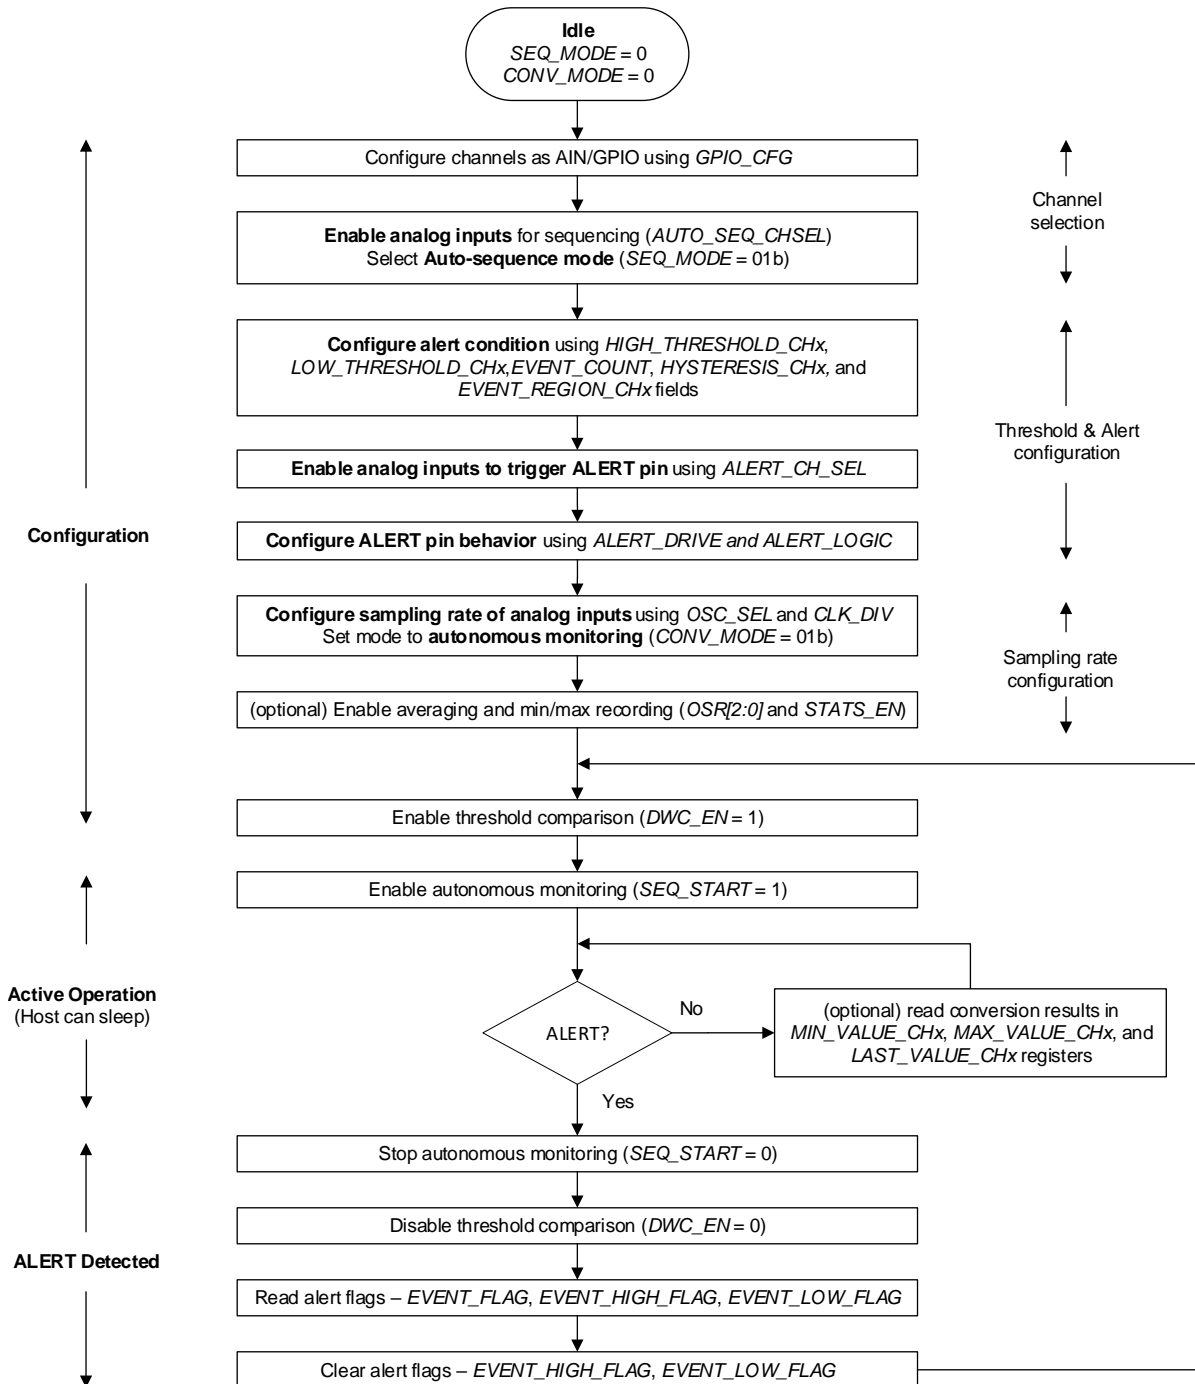 Idle
SEQ_MODE = 0
CONV_MODE = 0
Configure channels as AIN/GPIO using GPIO_CFG
Channel
selection
Enable analog inputs for sequencing (AUTO_SEQ_CHSEL)
Select Auto-sequence mode (SEQ_MODE = 01b)
Configure alert condition using HIGH_THRESHOLD_CHx,
LOW_THRESHOLD_CHx,EVENT_COUNT, HYSTERESIS_CHx, and
EVENT_REGION_CHx fields
Threshold & Alert
configuration
Enable analog inputs to trigger ALERT pin using ALERT_CH_SEL
Configuration
Configure ALERT pin behavior using ALERT_DRIVE and ALERT_LOGIC
Configure sampling rate of analog inputs using OSC_SEL and CLK_DIV
Set mode to autonomous monitoring (CONV_MODE = 01b)
Sampling rate
configuration
(optional) Enable averaging and min/max recording (OSR[2:0] and STATS_EN)
Enable threshold comparison (DWC_EN = 1)
Enable autonomous monitoring (SEQ_START = 1)
Active Operation
(Host can sleep)
ALERT?
No
(optional) read conversion results in
MIN_VALUE_CHx, MAX_VALUE_CHx, and
LAST_VALUE_CHx registers
Yes
Stop autonomous monitoring (SEQ_START = 0)
Disable threshold comparison (DWC_EN = 0)
ALERT Detected
Read alert flags – EVENT_FLAG, EVENT_HIGH_FLAG, EVENT_LOW_FLAG
Clear alert flags – EVENT_HIGH_FLAG, EVENT_LOW_FLAG